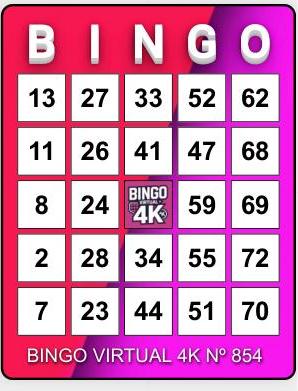 BINGO
13 27 33 52 62
11 26 41 47 68
8 24 BINGO VIRTUAL 4K 59 69
2 28 34 55 72
7 23 44 51 70
BINGO VIRTUAL 4K Nº 854